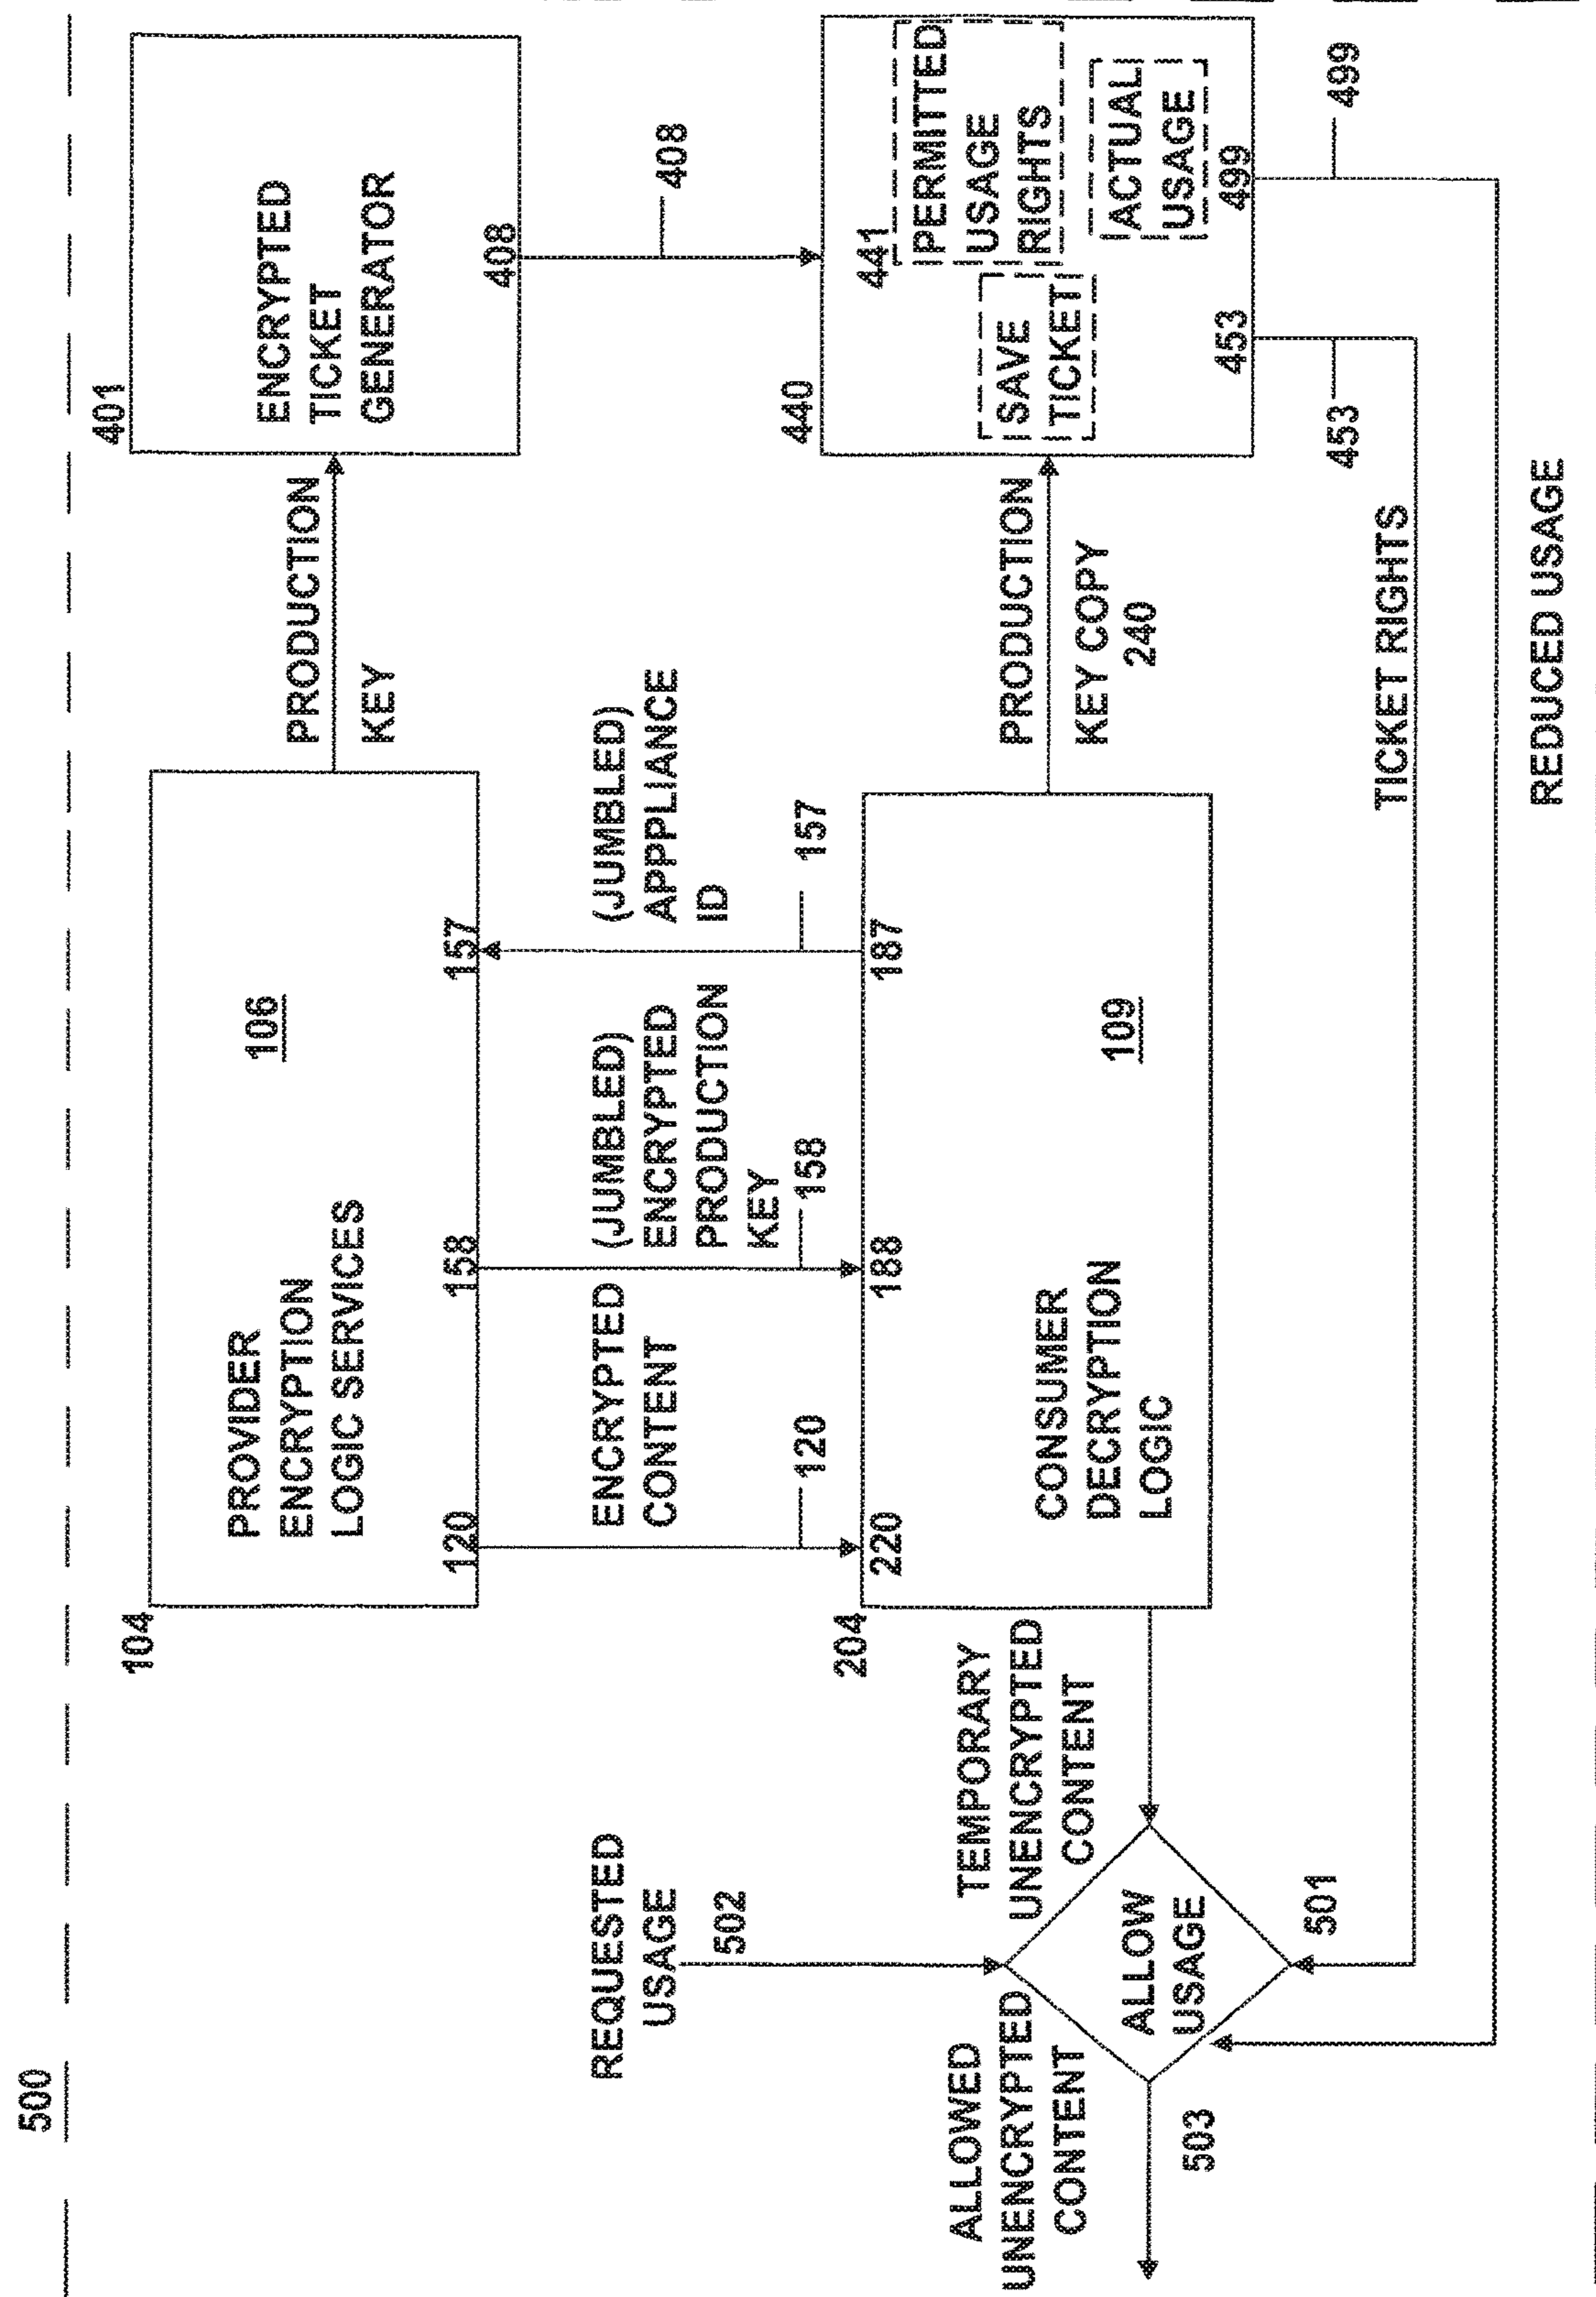 500
104
PROVIDER
ENCRYPTION
LOGIC SERVICES
106
120
158
157
PRODUCTION
KEY
401
ENCRYPTED
TICKET
GENERATOR
408
408
REQUESTED
USAGE
502
ENCRYPTED
CONTENT
120
(JUMBLED)
ENCRYPTED
PRODUCTION
KEY
158
(JUMBLED)
APPPLIANCE
ID
157
204
220
188
187
CONSUMER
DECRYPTION
LOGIC
109
PRODUCTION
KEY COPY
240
440
441
SAVE
TICKET
PERMITTED
USAGE
RIGHTS
ACTUAL
USAGE
453
499
453
499
TEMPORARY
UNENCRYPTED
CONTENT
ALLOWED
UNENCRYPTED
CONTENT
ALLOW
USAGE
501
503
TICKET RIGHTS
REDUCED USAGE